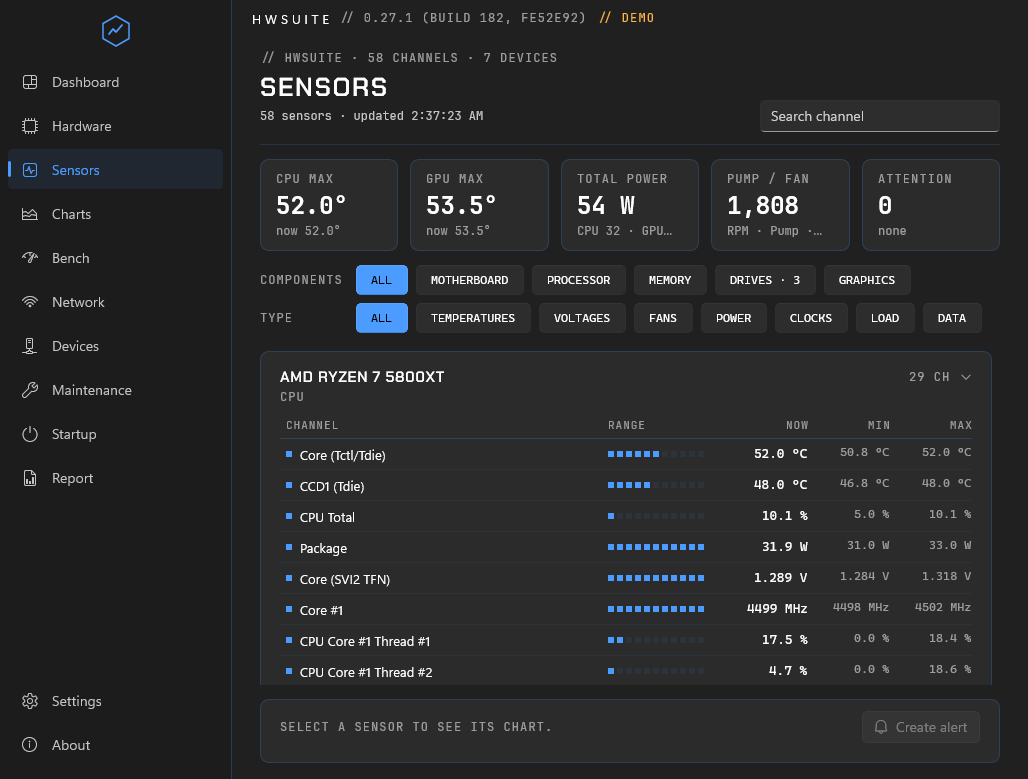 HWSUITE // 0.27.1 (BUILD 182, FE52E92) // DEMO
Dashboard
Hardware
Sensors
Charts
Bench
Network
Devices
Maintenance
Startup
Report
Settings
About
// HWSUITE · 58 CHANNELS · 7 DEVICES
SENSORS
58 sensors · updated 2:37:23 AM
Search channel
CPU MAX
52.0°
now 52.0°
GPU MAX
53.5°
now 53.5°
TOTAL POWER
54 W
CPU 32 · GPU…
PUMP / FAN
1,808
RPM · Pump ·…
ATTENTION
0
none
COMPONENTS ALL MOTHERBOARD PROCESSOR MEMORY DRIVES · 3 GRAPHICS
TYPE ALL TEMPERATURES VOLTAGES FANS POWER CLOCKS LOAD DATA
AMD RYZEN 7 5800XT 29 CH
CPU
CHANNEL RANGE NOW MIN MAX
Core (Tctl/Tdie) 52.0 °C 50.8 °C 52.0 °C
CCD1 (Tdie) 48.0 °C 46.8 °C 48.0 °C
CPU Total 10.1 % 5.0 % 10.1 %
Package 31.9 W 31.0 W 33.0 W
Core (SVI2 TFN) 1.289 V 1.284 V 1.318 V
Core #1 4499 MHz 4498 MHz 4502 MHz
CPU Core #1 Thread #1 17.5 % 0.0 % 18.4 %
CPU Core #1 Thread #2 4.7 % 0.0 % 18.6 %
SELECT A SENSOR TO SEE ITS CHART.
Create alert